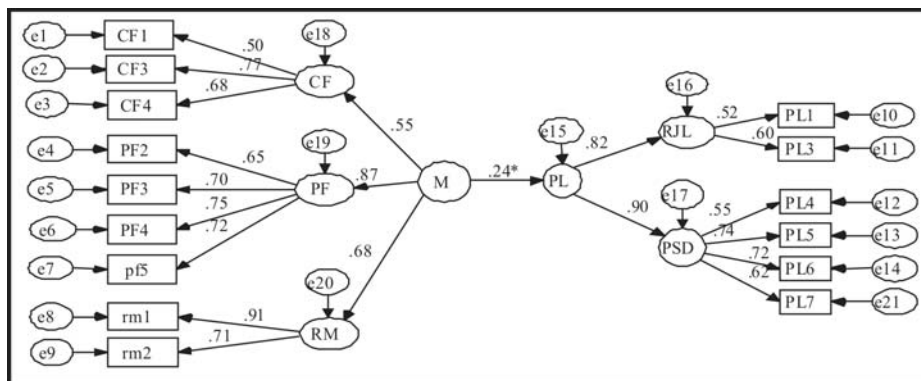 e1
CF1
.50
e18
e2
CF3
.77
CF
e3
CF4
.68
.55
e4
PF2
.65
e19
e5
PF3
.70
PF
.87
M
.24*
e6
PF4
.75
.72
e7
pf5
.68
e8
rm1
.91
e20
RM
e9
rm2
.71
e15
PL
.82
e16
RJL
.52
PL1
e10
.60
PL3
e11
.90
e17
PSD
.55
PL4
e12
.74
PL5
e13
.72
PL6
e14
.62
PL7
e21